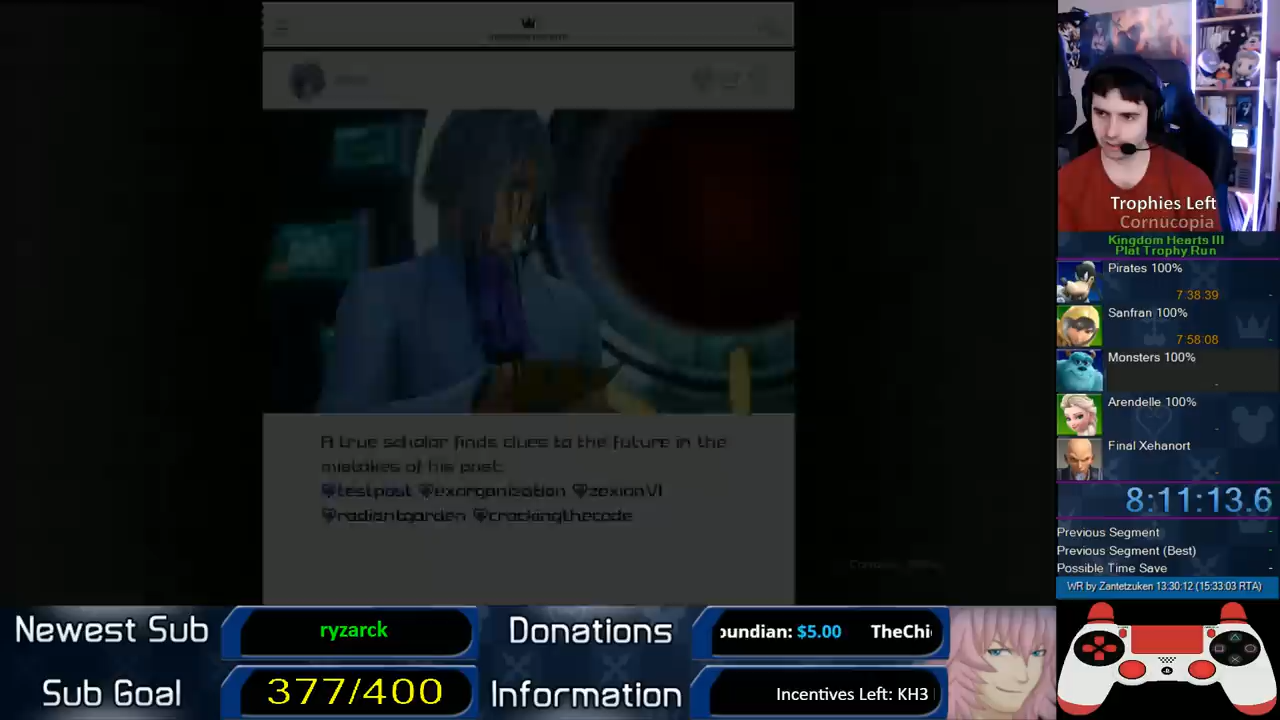 A true scholar finds clues to the future in the
mistakes of his past.
testpost exorganization zexionVI
radiantgarden crackingthecode
Trophies Left
Cornucopia
Kingdom Hearts III
Plat Trophy Run
Pirates 100%
7:38:39 -
Sanfran 100%
7:58:08 -
Monsters 100%
-
Arendelle 100%
-
Final Xehanort
-
8:11:13.6
Previous Segment -
Previous Segment (Best) -
Possible Time Save -
WR by Zantetzuken 13:30:12 (15:33:03 RTA)
Newest Sub
ryzarck
Donations
oundian: $5.00 TheChi
Sub Goal
377/400
Information
Incentives Left: KH3